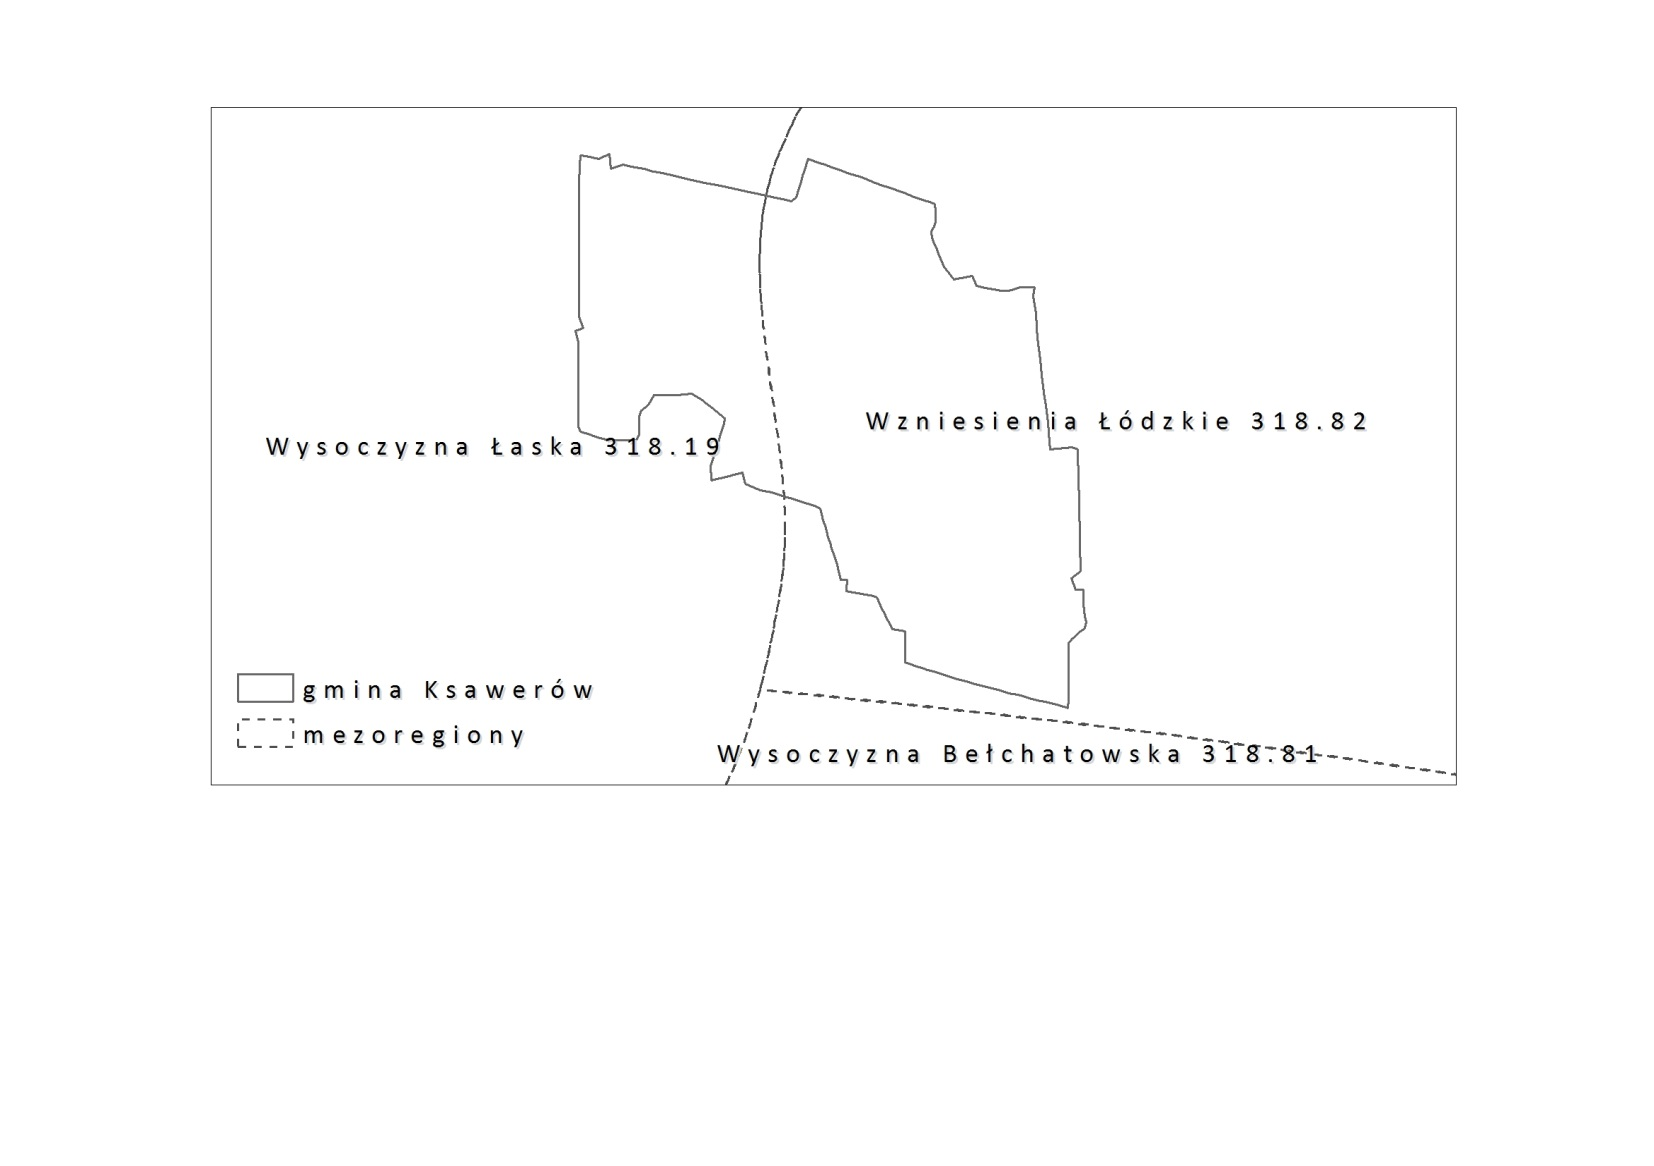 Wzniesienia Łódzkie 318.82
Wysoczyzna Łaska 318.19
gmina Ksawerów
mezoregiony
Wysoczyzna Bełchatowska 318.81